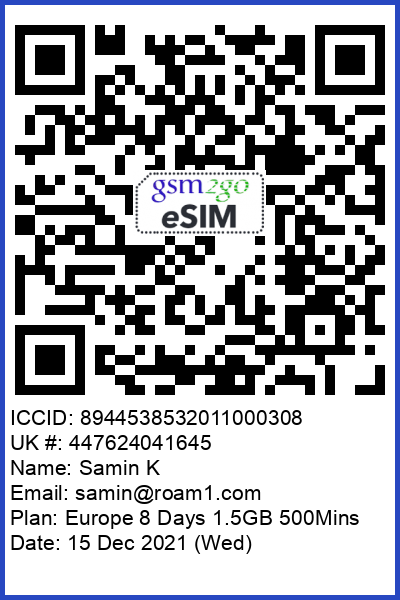 gsm2go
eSIM
ICCID: 8944538532011000308
UK #: 447624041645
Name: Samin K
Email: samin@roam1.com
Plan: Europe 8 Days 1.5GB 500Mins
Date: 15 Dec 2021 (Wed)